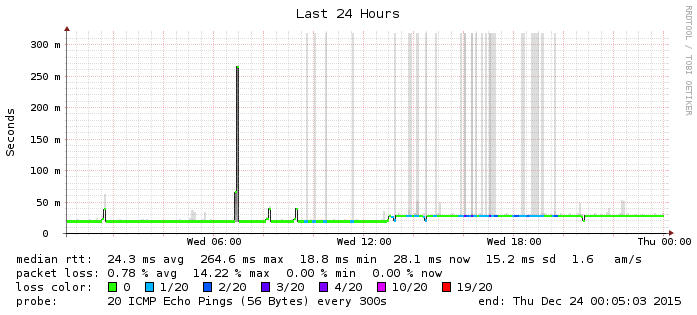 Last 24 Hours
RRDTOOL / TOBI OETIKER
Seconds
300 m
250 m
200 m
150 m
100 m
50 m
0
Wed 06:00 Wed 12:00 Wed 18:00 Thu 00:00
median rtt: 24.3 ms avg 264.6 ms max 18.8 ms min 28.1 ms now 15.2 ms sd 1.6 am/s
packet loss: 0.78 % avg 14.22 % max 0.00 % min 0.00 % now
loss color: 0 1/20 2/20 3/20 4/20 10/20 19/20
probe: 20 ICMP Echo Pings (56 Bytes) every 300s end: Thu Dec 24 00:05:03 2015